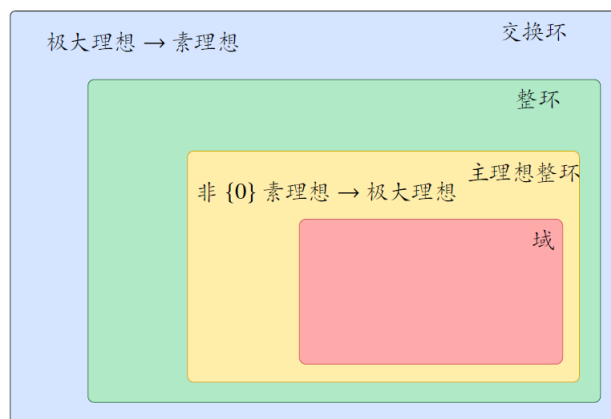 交换环
极大理想 → 素理想
整环
主理想整环
非 {0} 素理想 → 极大理想
域